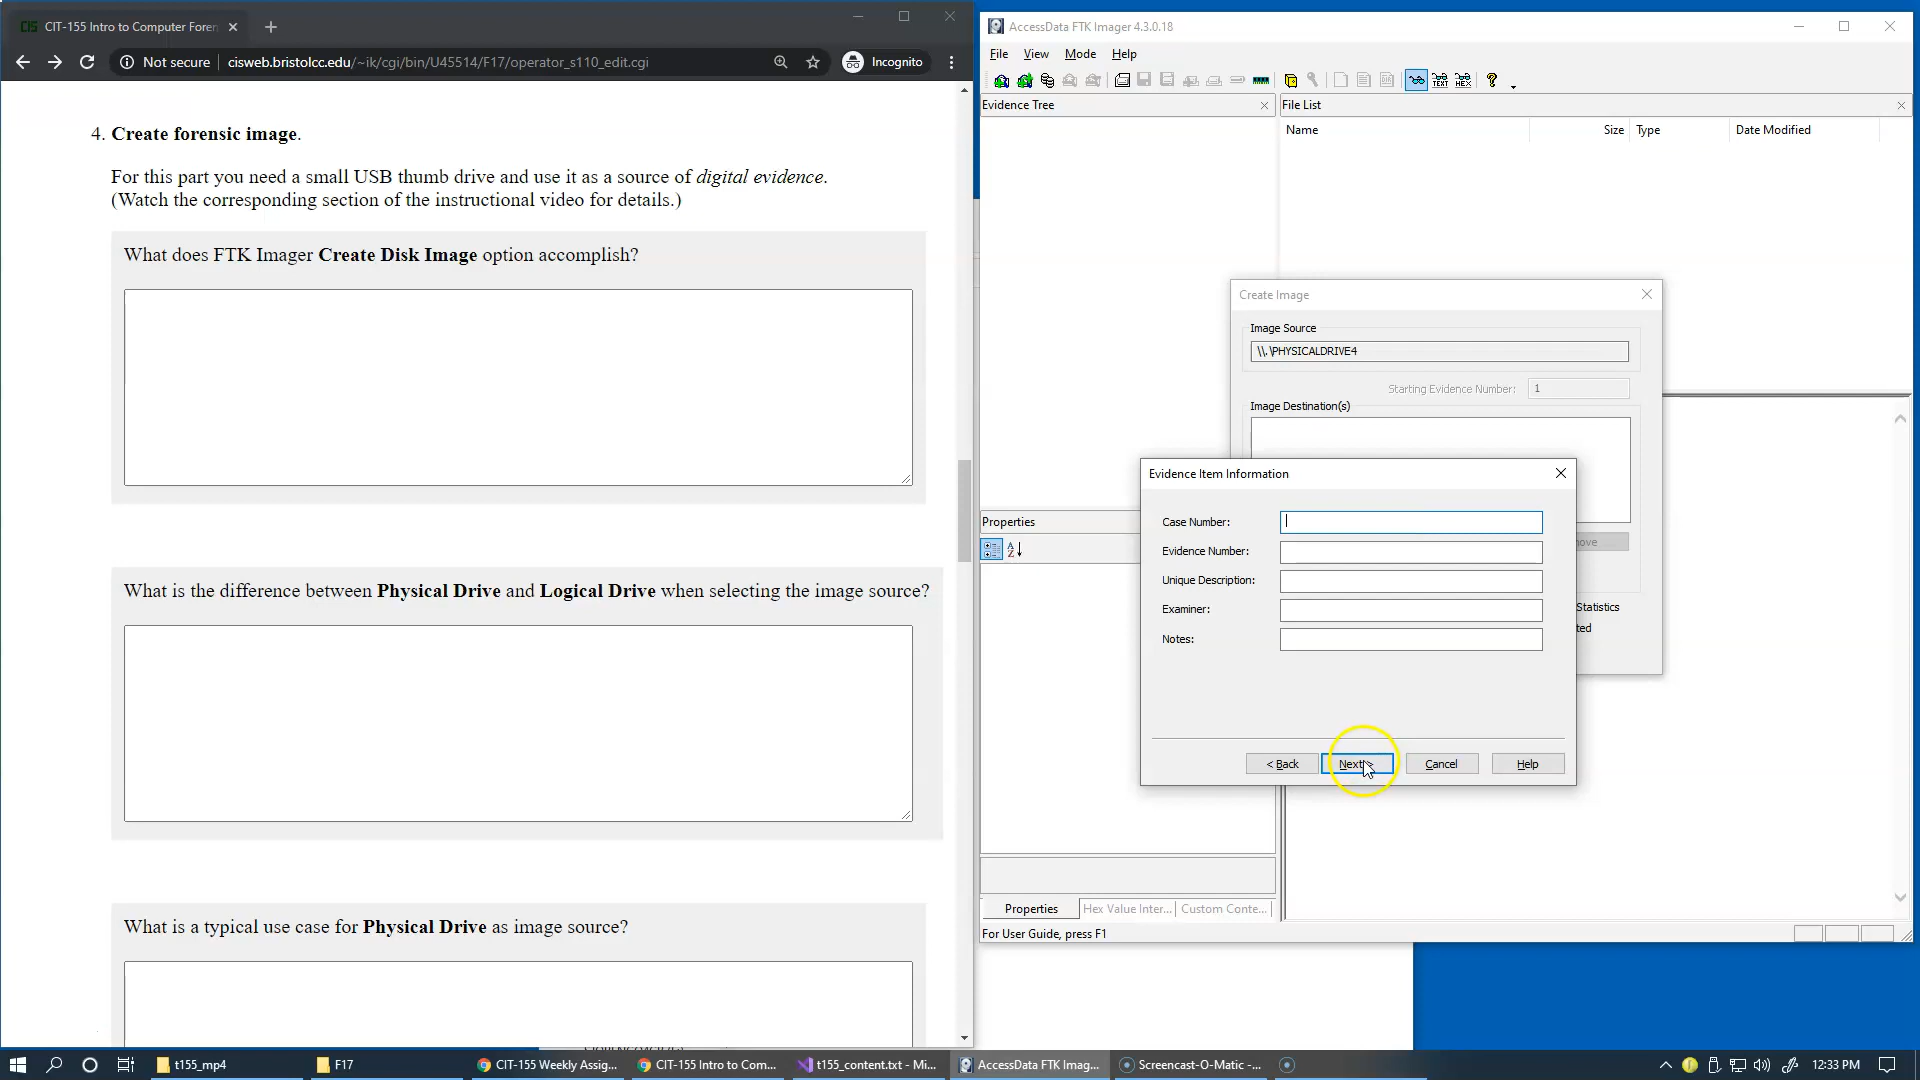 CIS CIT-155 Intro to Computer Foren
Not secure cisweb.bristolcc.edu/~ik/cgi/bin/U45514/F17/operator_s110_edit.cgi Incognito
4. Create forensic image.
For this part you need a small USB thumb drive and use it as a source of digital evidence.
(Watch the corresponding section of the instructional video for details.)
What does FTK Imager Create Disk Image option accomplish?
What is the difference between Physical Drive and Logical Drive when selecting the image source?
What is a typical use case for Physical Drive as image source?
AccessData FTK Imager 4.3.0.18
File View Mode Help
Evidence Tree
File List
Name Size Type Date Modified
Create Image
Image Source
\\.\PHYSICALDRIVE4
Starting Evidence Number: 1
Image Destination(s)
Statistics
Evidence Item Information
Case Number:
Evidence Number:
Unique Description:
Examiner:
Notes:
< Back Next > Cancel Help
Properties
Properties Hex Value Inter... Custom Conte...
For User Guide, press F1
t155_mp4 F17 CIT-155 Weekly Assig... CIT-155 Intro to Com... t155_content.txt - Mi... AccessData FTK Imag... Screencast-O-Matic -... 12:33 PM